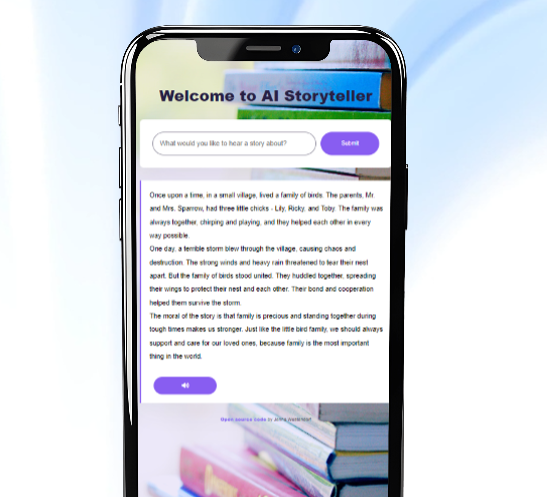 Welcome to AI Storyteller
What would you like to hear a story about?
Submit
Once upon a time, in a small village, lived a family of birds. The parents, Mr.
and Mrs. Sparrow, had three little chicks - Lily, Ricky, and Toby. The family was
always together, chirping and playing, and they helped each other in every
way possible.
One day, a terrible storm blew through the village, causing chaos and
destruction. The strong winds and heavy rain threatened to tear their nest
apart. But the family of birds stood united. They huddled together, spreading
their wings to protect their nest and each other. Their bond and cooperation
helped them survive the storm.
The moral of the story is that family is precious and standing together during
tough times makes us stronger. Just like the little bird family, we should always
support and care for our loved ones, because family is the most important
thing in the world.
Open-source code by